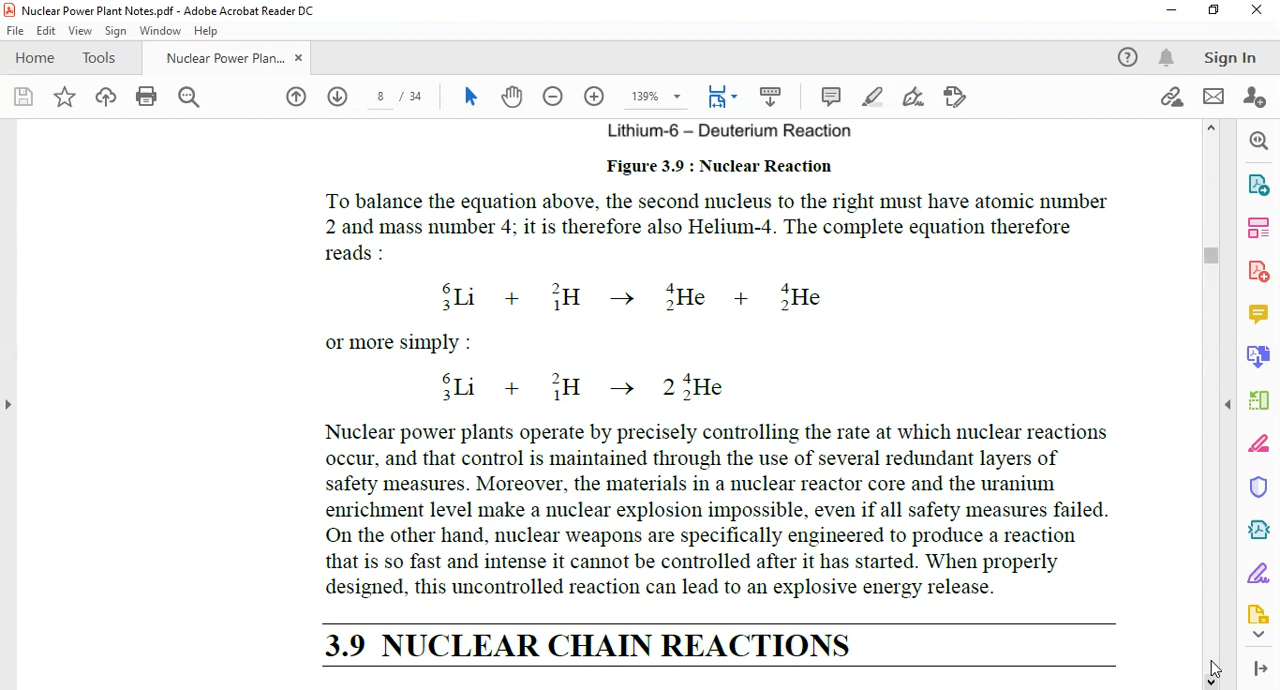 Nuclear Power Plant Notes.pdf - Adobe Acrobat Reader DC
File Edit View Sign Window Help
Home Tools Nuclear Power Plan... × Sign In
8 / 34 139%
Lithium-6 – Deuterium Reaction
Figure 3.9 : Nuclear Reaction
To balance the equation above, the second nucleus to the right must have atomic number
2 and mass number 4; it is therefore also Helium-4. The complete equation therefore
reads :
⁶₃Li + ²₁H → ⁴₂He + ⁴₂He
or more simply :
⁶₃Li + ²₁H → 2 ⁴₂He
Nuclear power plants operate by precisely controlling the rate at which nuclear reactions
occur, and that control is maintained through the use of several redundant layers of
safety measures. Moreover, the materials in a nuclear reactor core and the uranium
enrichment level make a nuclear explosion impossible, even if all safety measures failed.
On the other hand, nuclear weapons are specifically engineered to produce a reaction
that is so fast and intense it cannot be controlled after it has started. When properly
designed, this uncontrolled reaction can lead to an explosive energy release.
3.9 NUCLEAR CHAIN REACTIONS